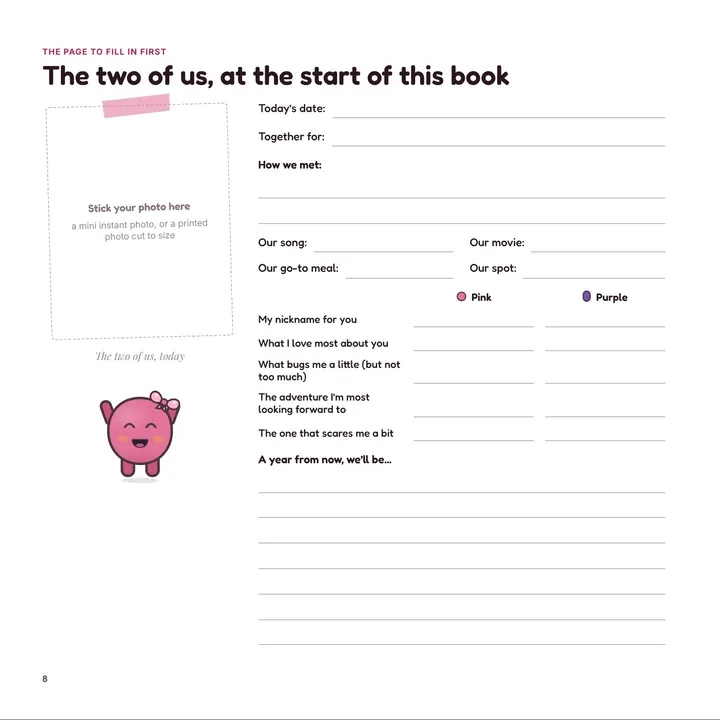 THE PAGE TO FILL IN FIRST
The two of us, at the start of this book
Stick your photo here
a mini instant photo, or a printed
photo cut to size
The two of us, today
Today's date:
Together for:
How we met:
Our song:
Our movie:
Our go-to meal:
Our spot:
Pink
Purple
My nickname for you
What I love most about you
What bugs me a little (but not
too much)
The adventure I'm most
looking forward to
The one that scares me a bit
A year from now, we'll be...
8